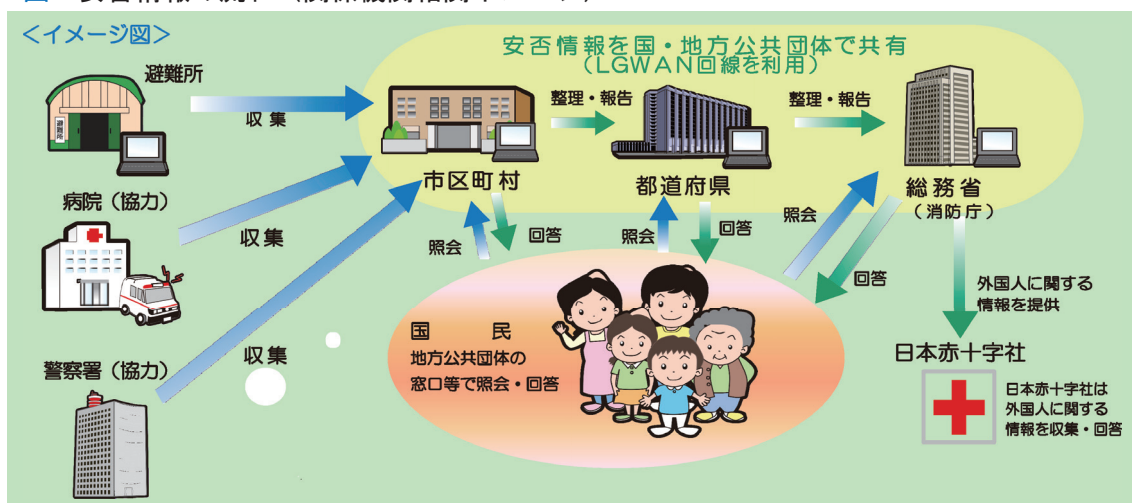 <イメージ図>
安否情報を国・地方公共団体で共有
(LGWAN回線を利用)
避難所
避難所
収 集
整理・報告
整理・報告
市区町村
都道府県
総務省
(消防庁)
病院(協力)
収集
照会
回答
照会
回答
照会
回答
警察署(協力)
収集
国 民
地方公共団体の
窓口等で照会・回答
外国人に関する
情報を提供
日本赤十字社
日本赤十字社は
外国人に関する
情報を収集・回答